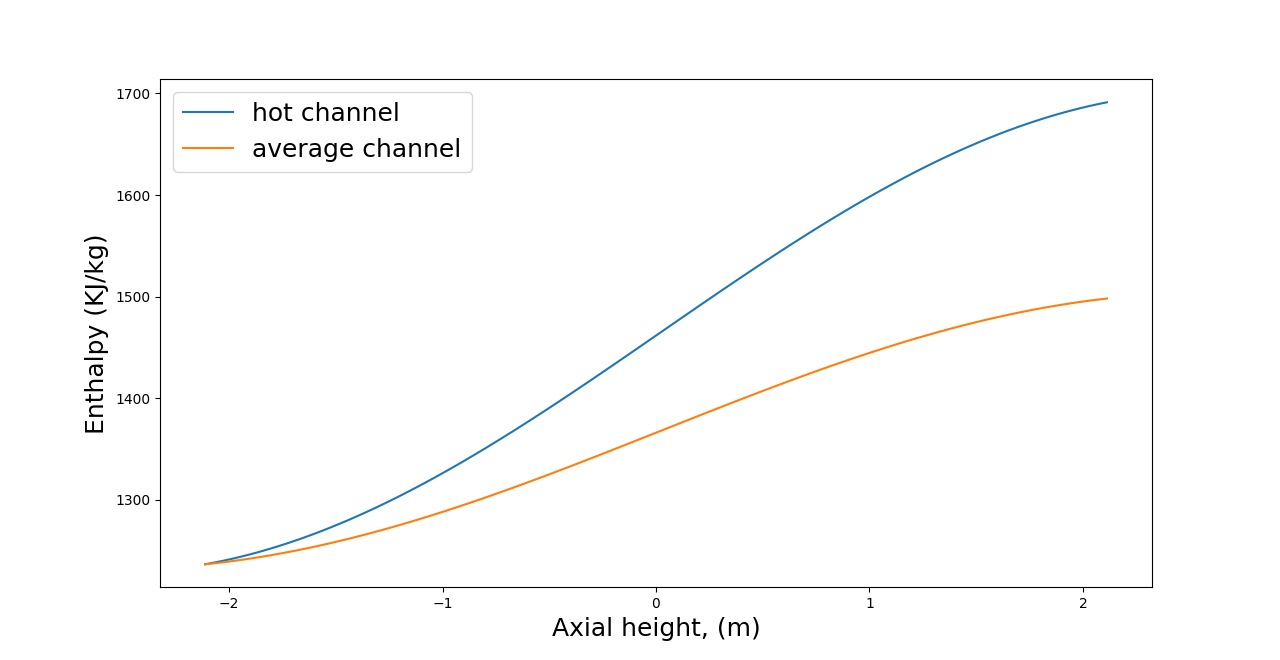 1700
1600
1500
1400
1300
Enthalpy (KJ/kg)
hot channel
average channel
−2
−1
0
1
2
Axial height, (m)